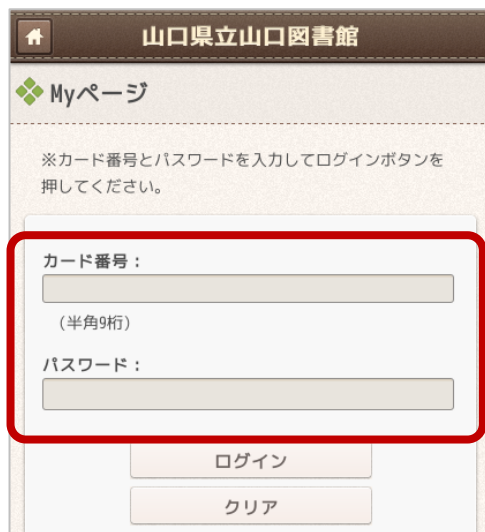 山口県立山口図書館
Myページ
※カード番号とパスワードを入力してログインボタンを
押してください。
カード番号：
(半角9桁)
パスワード：
ログイン
クリア